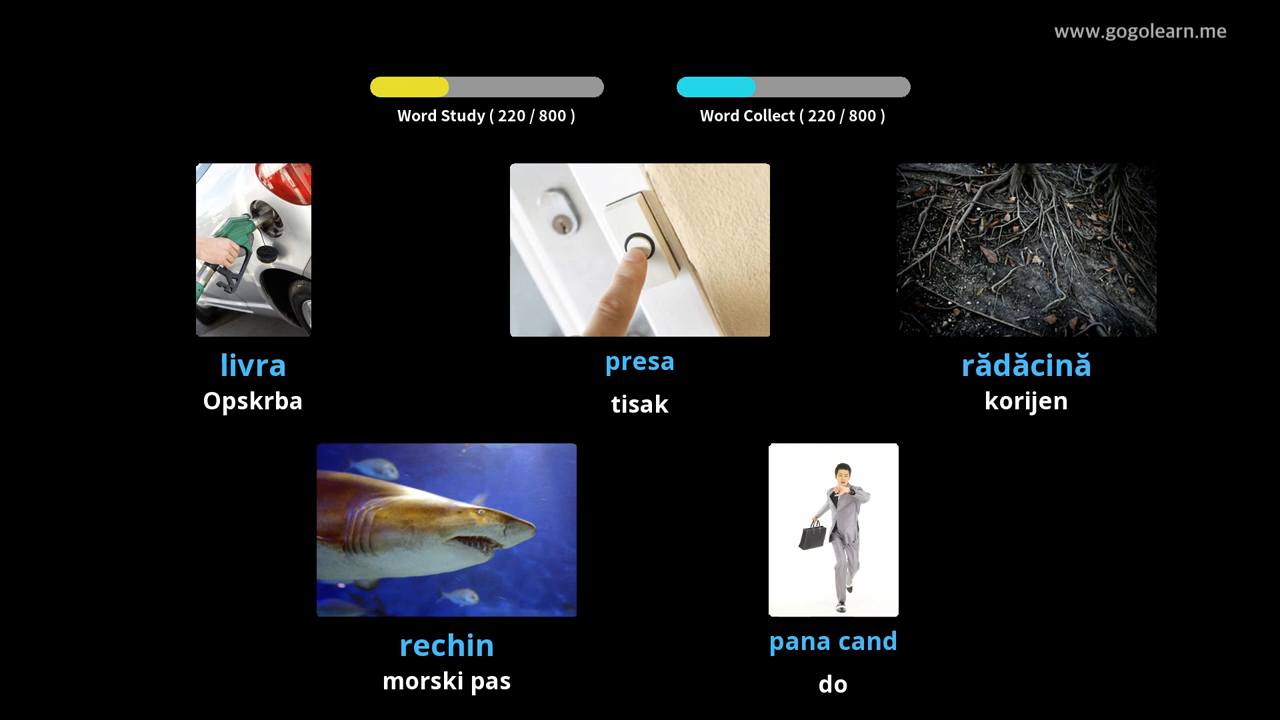 www.gogolearn.me
Word Study ( 220 / 800 )
Word Collect ( 220 / 800 )
livra
Opskrba
presa
tisak
rădăcină
korijen
rechin
morski pas
pana cand
do